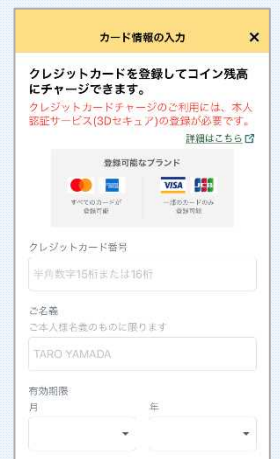 カード情報の入力
×
クレジットカードを登録してコイン残高
にチャージできます。
クレジットカードチャージのご利用には、本人
認証サービス(3Dセキュア)の登録が必要です。
詳細はこちら
登録可能なブランド
VISA
JCB
すべてのカードが
登録可能
一部のカードのみ
登録可能
クレジットカード番号
半角数字15桁または16桁
ご名義
ご本人様名義のものに限ります
TARO YAMADA
有効期限
月
年